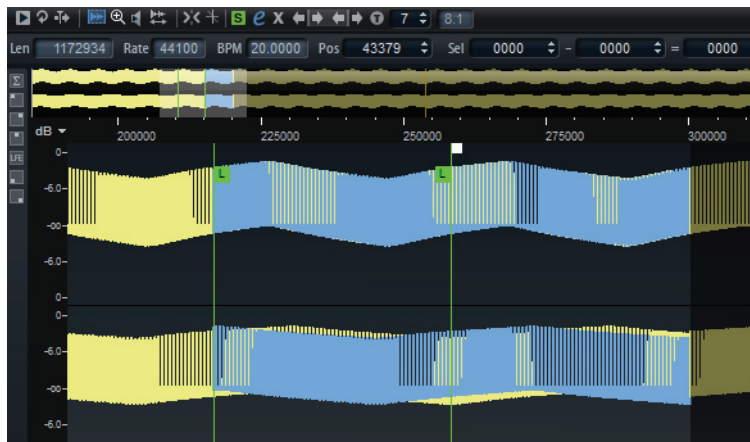 S e X T 7 8.1
Len 1172934 Rate 44100 BPM 20.0000 Pos 43379 Sel 0000 - 0000 = 0000
Σ
LFE
dB 200000 225000 250000 275000 300000
0-
L L
-6.0-
-00-
-6.0-
0-
0-
-6.0-
-00-
-6.0-